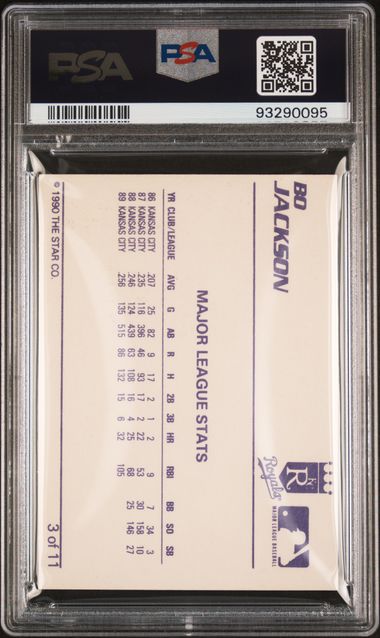 PSA
PSA
93290095
BO
JACKSON
Royals
KR
MAJOR LEAGUE BASEBALL
MAJOR LEAGUE STATS
YR CLUB/LEAGUE AVG G AB R H 2B 3B HR RBI BB SO SB
86 KANSAS CITY .207 25 82 9 17 2 1 2 9 7 34 3
87 KANSAS CITY .235 116 396 46 93 17 2 22 53 30 158 10
88 KANSAS CITY .246 124 439 63 108 16 4 25 68 25 146 27
89 KANSAS CITY .256 135 515 86 132 15 6 32 105
© 1990 THE STAR CO.
3 of 11